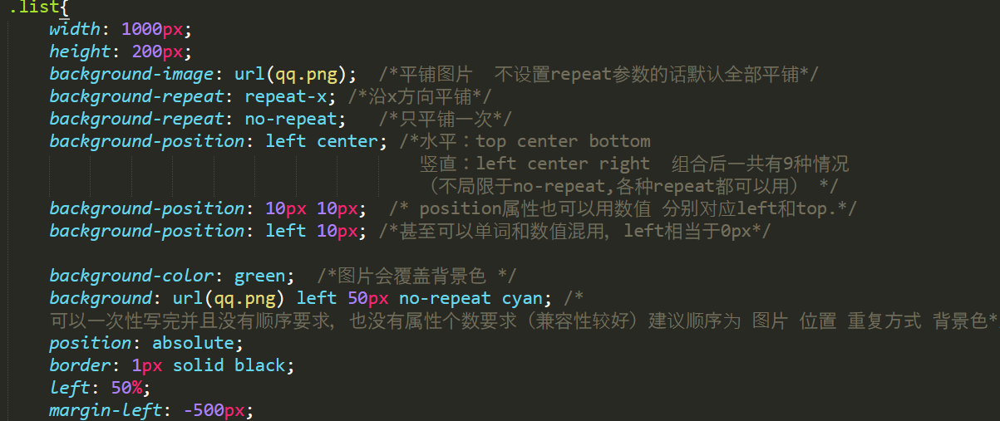 .list{
width: 1000px;
height: 200px;
background-image: url(qq.png);  /*平铺图片  不设置repeat参数的话默认全部平铺*/
background-repeat: repeat-x; /*沿x方向平铺*/
background-repeat: no-repeat;   /*只平铺一次*/
background-position: left center; /*水平：top center bottom
竖直：left center right  组合后一共有9种情况
（不局限于no-repeat,各种repeat都可以用） */
background-position: 10px 10px;  /* position属性也可以用数值 分别对应left和top.*/
background-position: left 10px; /*甚至可以单词和数值混用，left相当于0px*/
background-color: green;  /*图片会覆盖背景色 */
background: url(qq.png) left 50px no-repeat cyan; /*
可以一次性写完并且没有顺序要求，也没有属性个数要求（兼容性较好）建议顺序为 图片 位置 重复方式 背景色*
position: absolute;
border: 1px solid black;
left: 50%;
margin-left: -500px;